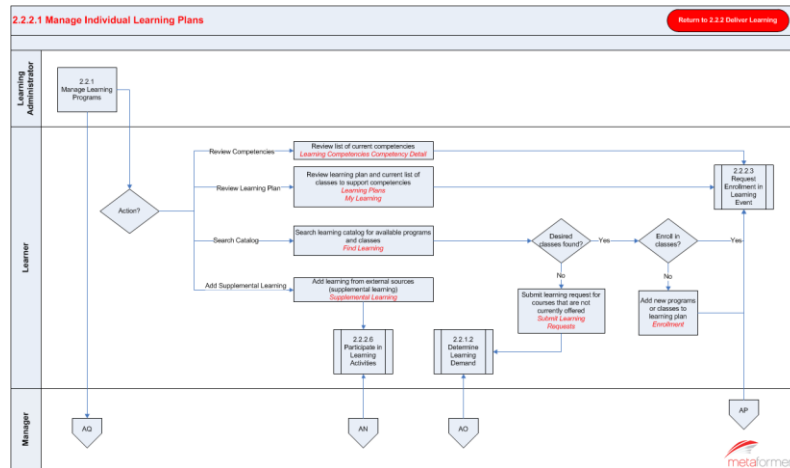 2.2.2.1 Manage Individual Learning Plans
Return to 2.2.2 Deliver Learning
Learning
Administrator
2.2.1
Manage Learning
Programs
Learner
Action?
Review Competencies
Review list of current competencies
Learning Competencies Competency Detail
Review Learning Plan
Review learning plan and current list of
classes to support competencies
Learning Plans
My Learning
2.2.2.3
Request
Enrollment in
Learning
Event
Search Catalog
Search learning catalog for available programs
and classes
Find Learning
Desired
classes found?
Yes
Enroll in
classes?
Yes
No
No
Add Supplemental Learning
Add learning from external sources
(supplemental learning)
Supplemental Learning
Submit learning request for
courses that are not
currently offered
Submit Learning
Requests
Add new programs
or classes to
learning plan
Enrollment
2.2.2.6
Participate in
Learning
Activities
2.2.1.2
Determine
Learning
Demand
Manager
AQ
AN
AO
AP
metaformers